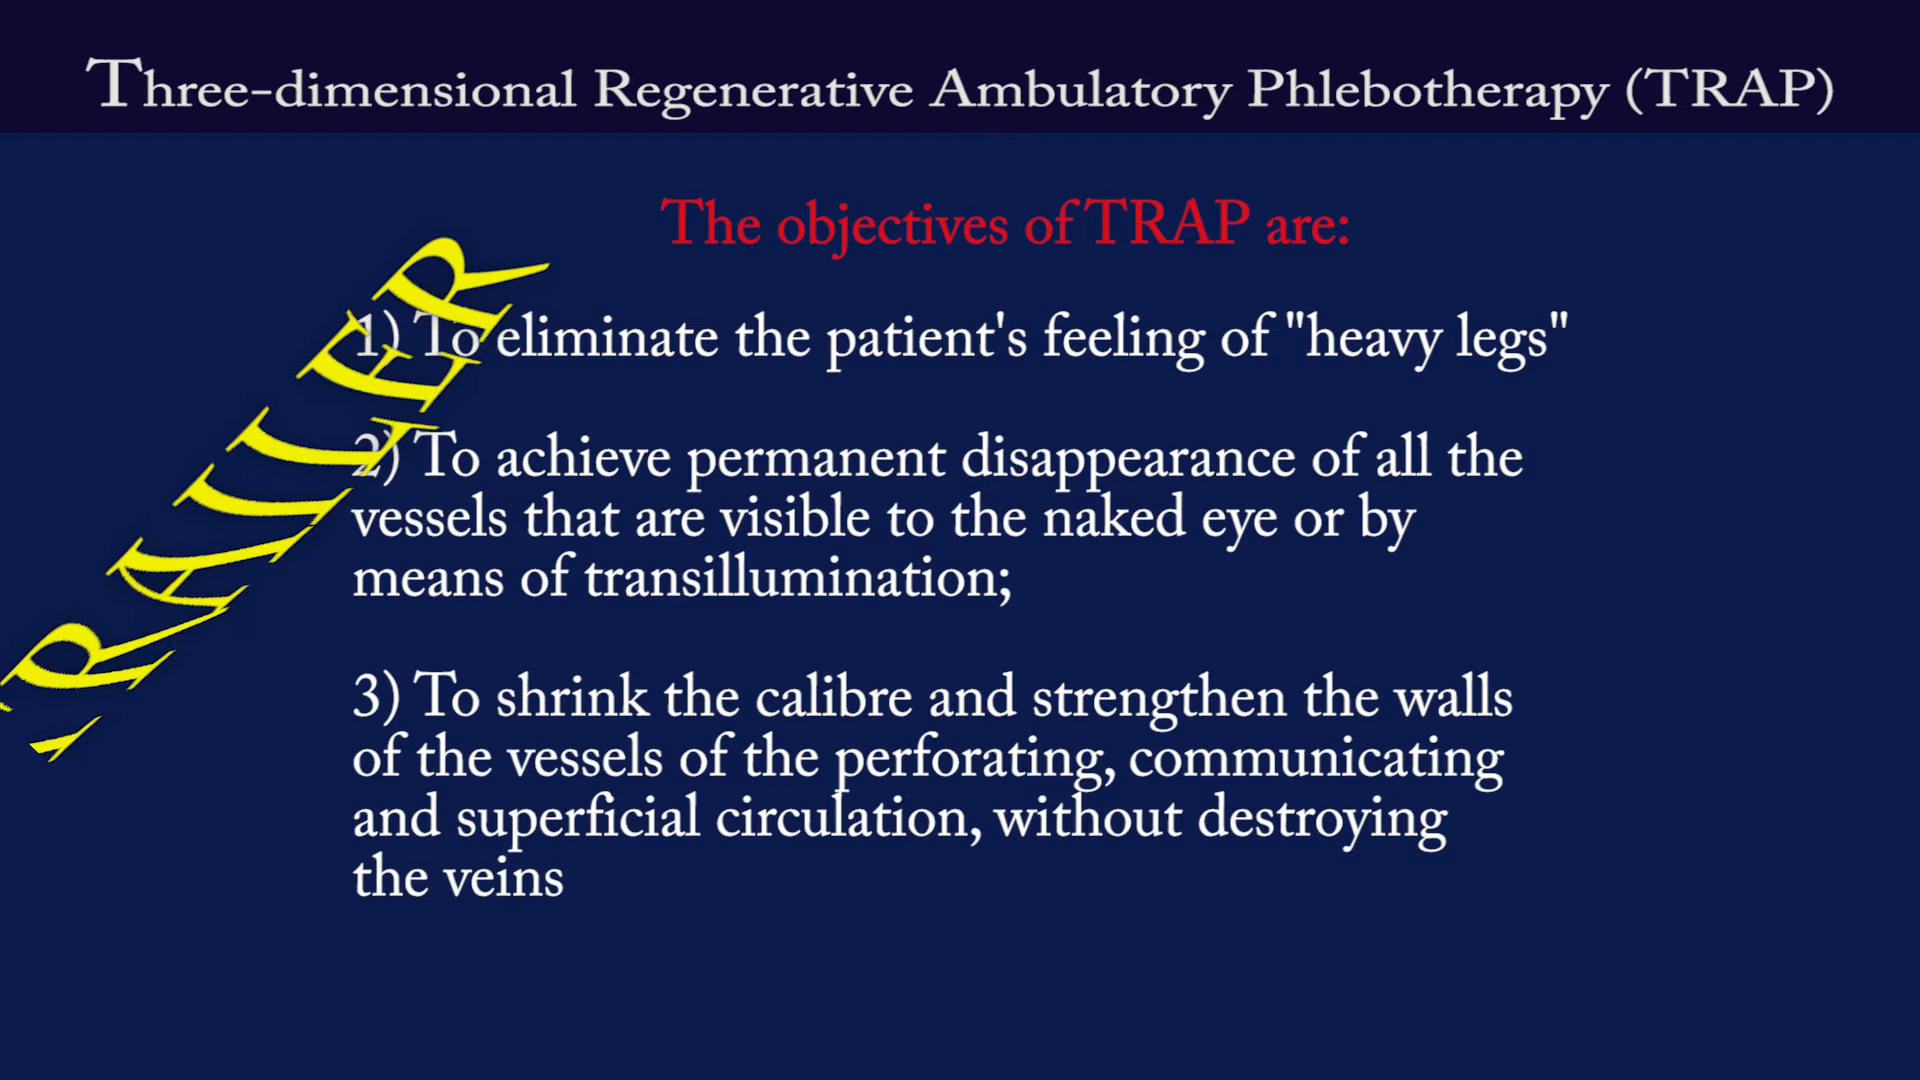 Three-dimensional Regenerative Ambulatory Phlebotherapy (TRAP)
The objectives of TRAP are:
TRAILER
1) To eliminate the patient's feeling of "heavy legs"
2) To achieve permanent disappearance of all the
vessels that are visible to the naked eye or by
means of transillumination;
3) To shrink the calibre and strengthen the walls
of the vessels of the perforating, communicating
and superficial circulation, without destroying
the veins